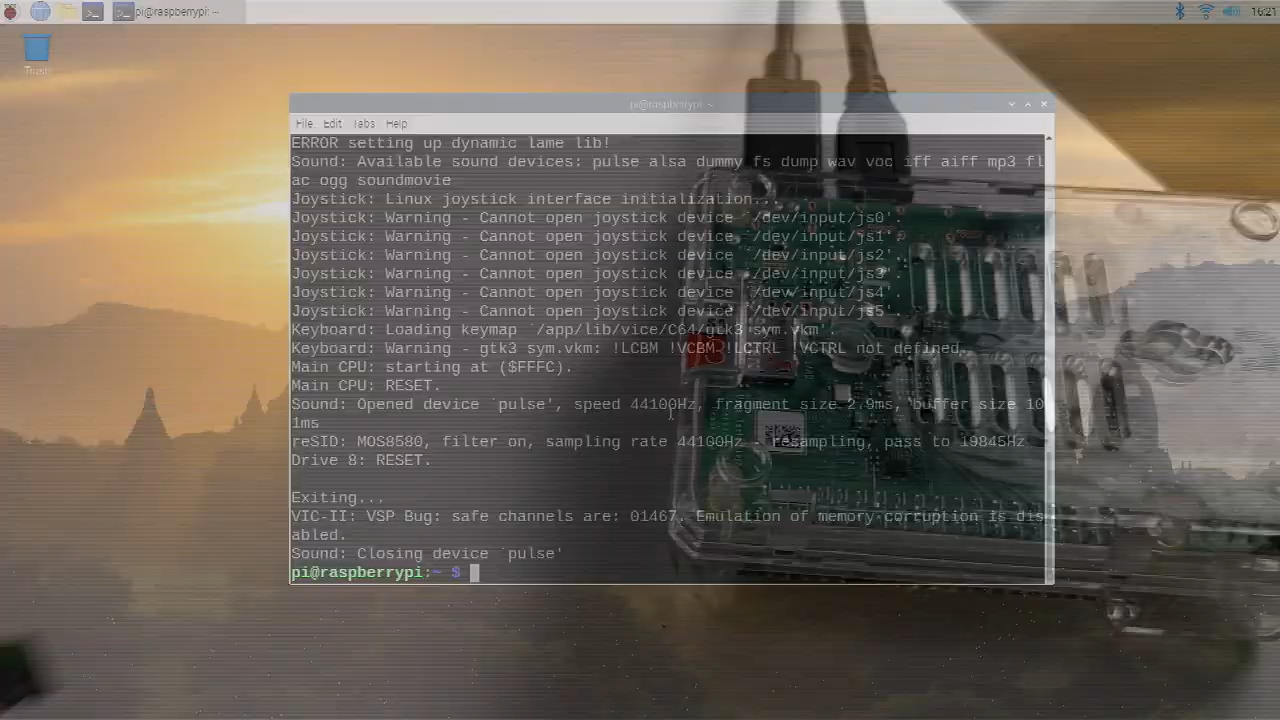 pi@raspberrypi: ~
16:21
Trash
pi@raspberrypi: ~
File Edit Tabs Help
ERROR setting up dynamic lame lib!
Sound: Available sound devices: pulse alsa dummy fs dump wav voc iff aiff mp3 fl
ac ogg soundmovie
Joystick: Linux joystick interface initialization...
Joystick: Warning - Cannot open joystick device `/dev/input/js0'.
Joystick: Warning - Cannot open joystick device `/dev/input/js1'.
Joystick: Warning - Cannot open joystick device `/dev/input/js2'.
Joystick: Warning - Cannot open joystick device `/dev/input/js3'.
Joystick: Warning - Cannot open joystick device `/dev/input/js4'.
Joystick: Warning - Cannot open joystick device `/dev/input/js5'.
Keyboard: Loading keymap `/app/lib/vice/C64/gtk3_sym.vkm'.
Keyboard: Warning - gtk3_sym.vkm: !LCBM !VCBM !LCTRL !VCTRL not defined.
Main CPU: starting at ($FFFC).
Main CPU: RESET.
Sound: Opened device `pulse', speed 44100Hz, fragment size 2.9ms, buffer size 10
1ms
reSID: MOS8580, filter on, sampling rate 44100Hz - resampling, pass to 19845Hz
Drive 8: RESET.
Exiting...
VIC-II: VSP Bug: safe channels are: 01467. Emulation of memory corruption is dis
abled.
Sound: Closing device `pulse'
pi@raspberrypi:~ $